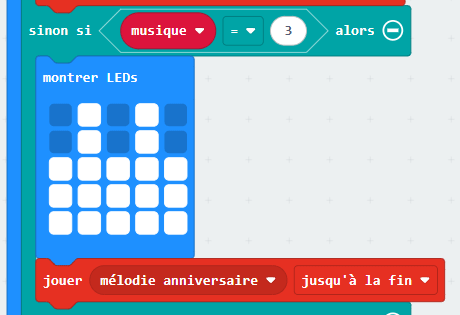 sinon si musique = 3 alors
montrer LEDs
jouer mélodie anniversaire jusqu'à la fin